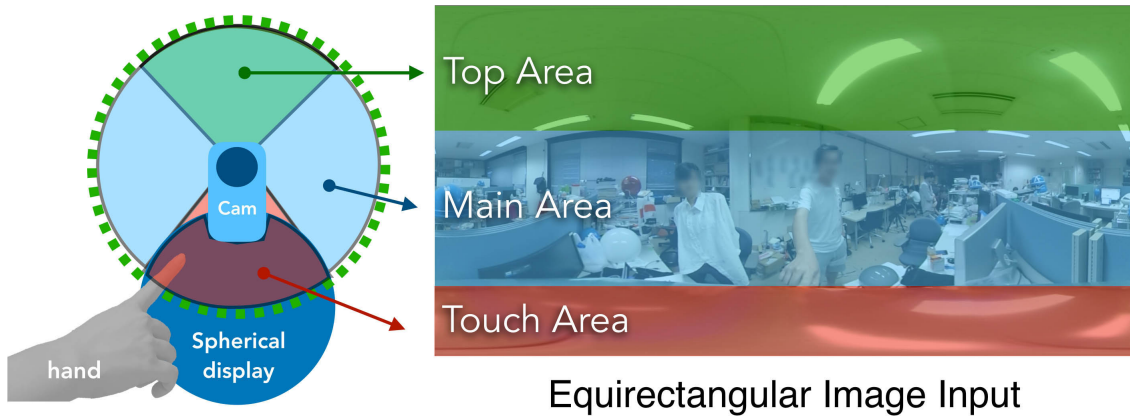 Top Area
Cam
Main Area
Touch Area
Spherical
display
hand
Equirectangular Image Input